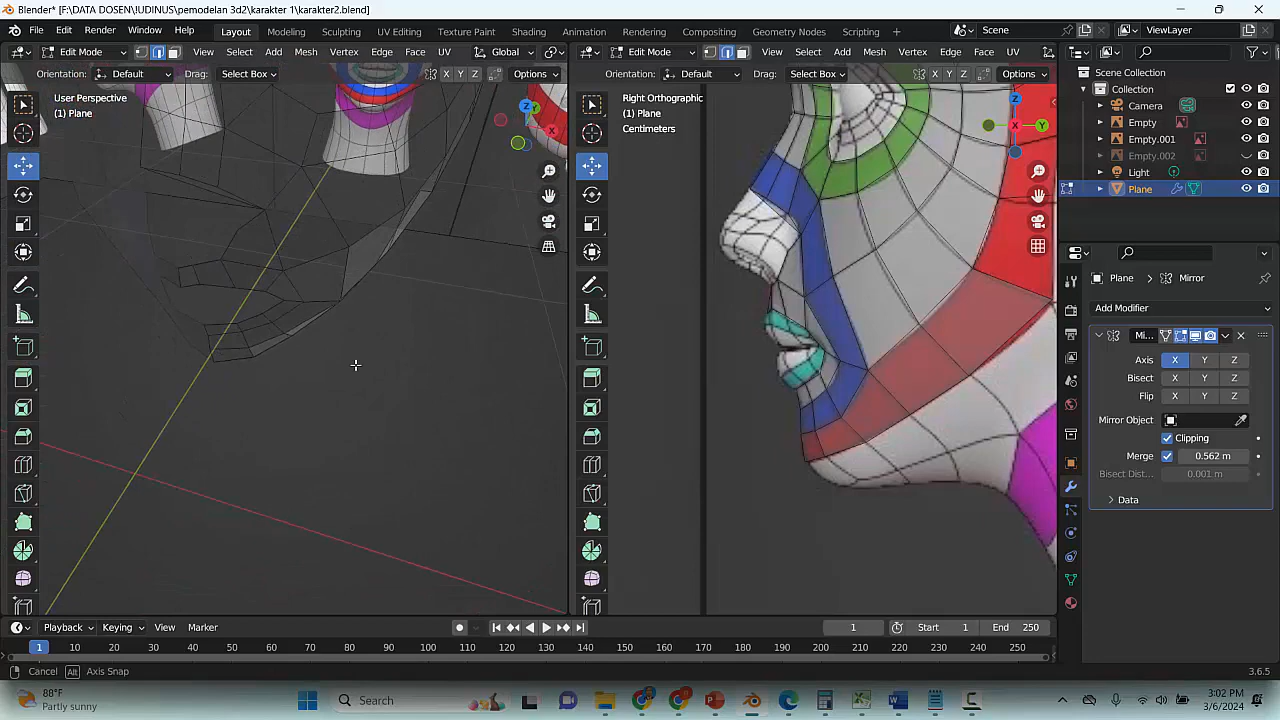 Blender* [F:\DATA DOSEN\!UDINUS\pemodelan 3d2\karakter 1\karakter2.blend]
File Edit Render Window Help Layout Modeling Sculpting UV Editing Texture Paint Shading Animation Rendering Compositing Geometry Nodes Scripting + Scene ViewLayer
Edit Mode View Select Add Mesh Vertex Edge Face UV Global Edit Mode View Select Add Mesh Vertex Edge Face UV
Orientation: Default Drag: Select Box X Y Z Options Orientation: Default Drag: Select Box X Y Z Options
User Perspective
(1) Plane
Right Orthographic
(1) Plane
Centimeters
Z Y X
Z X Y
Scene Collection
Collection
Camera
Empty
Empty.001
Empty.002
Light
Plane
Plane > Mirror
Add Modifier
Mi...
Axis X Y Z
Bisect X Y Z
Flip X Y Z
Mirror Object
Clipping
Merge 0.562 m
Bisect Dist... 0.001 m
Data
Playback Keying View Marker 1 Start 1 End 250
1 10 20 30 40 50 60 70 80 90 100 110 120 130 140 150 160 170 180 190 200 210 220 230 240 250
Cancel Alt Axis Snap 3.6.5
88°F
Partly sunny
Search
3:02 PM
3/6/2024